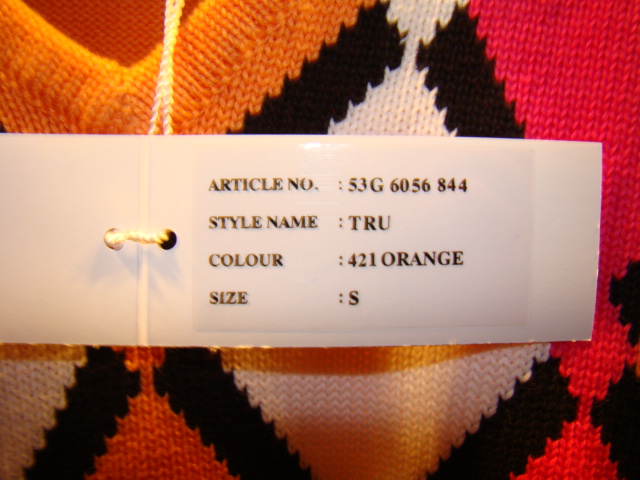 ARTICLE NO. : 53G 6056 844
STYLE NAME : TRU
COLOUR : 421 ORANGE
SIZE : S